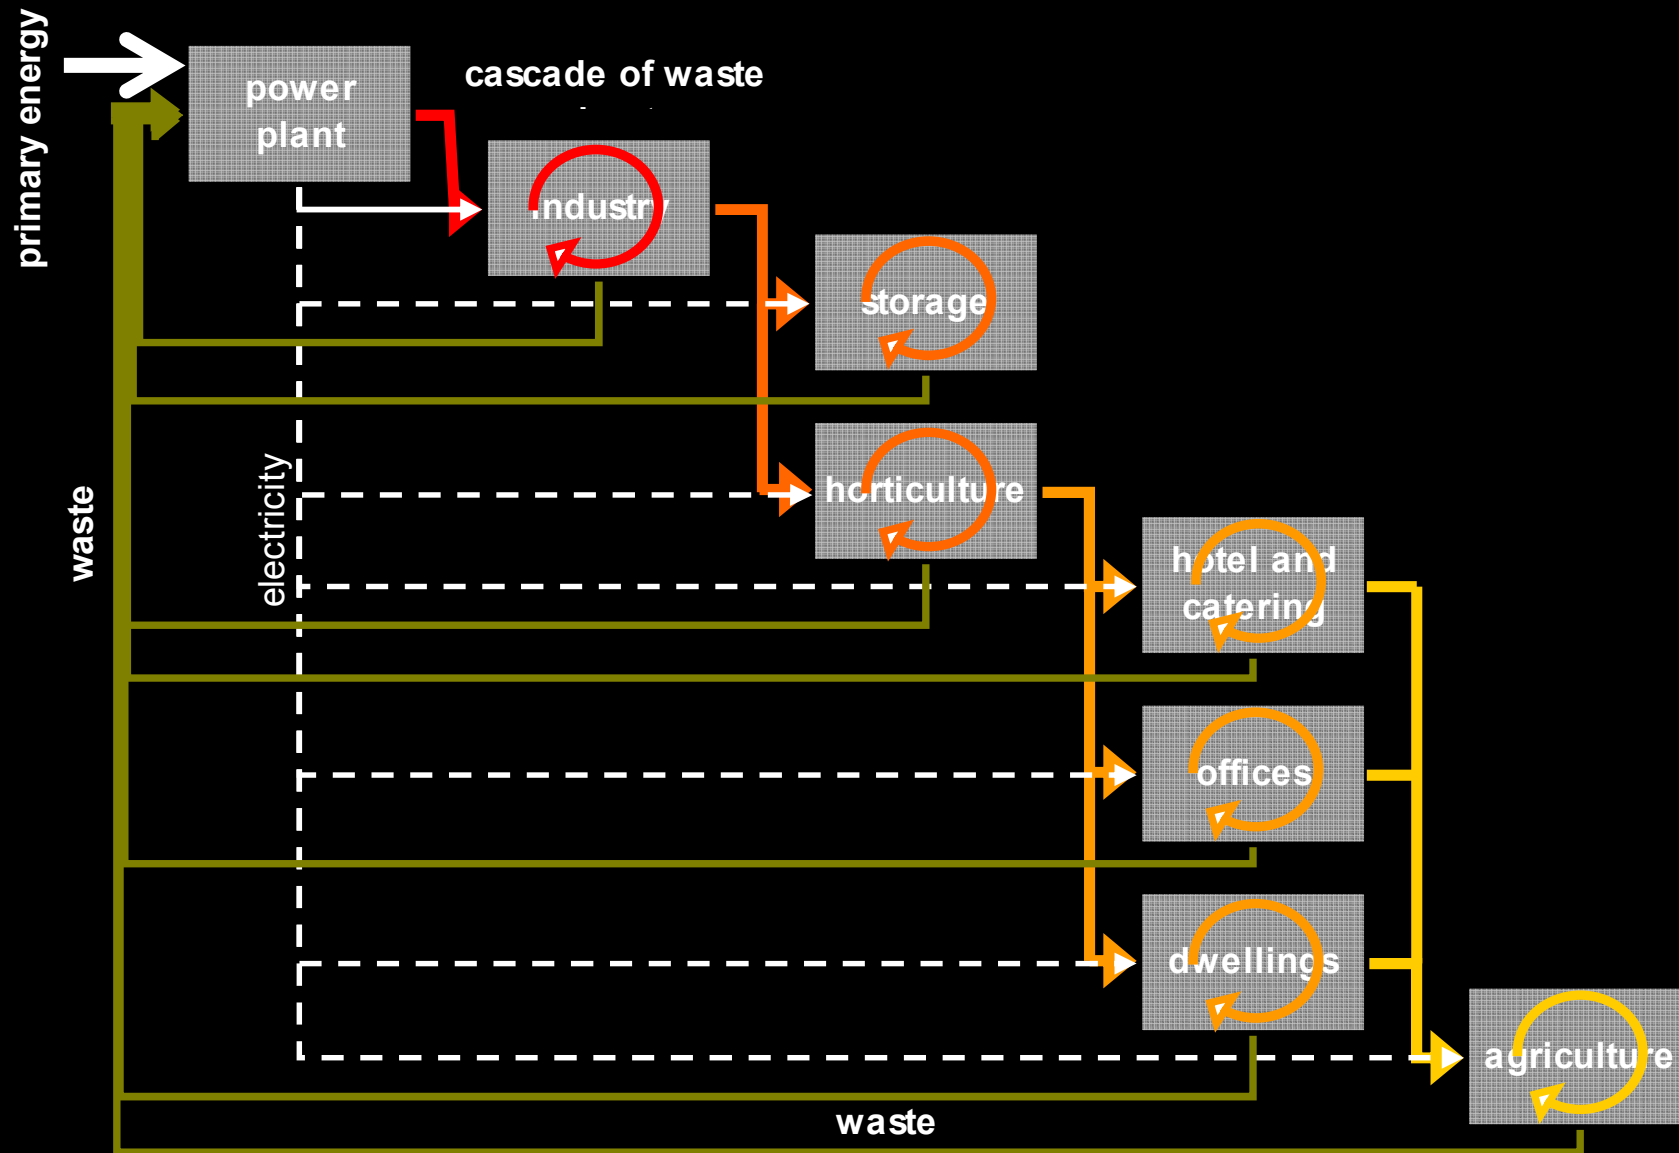 primary energy
power
plant
cascade of waste
industry
storage
horticulture
electricity
waste
hotel and
catering
offices
dwellings
agriculture
waste